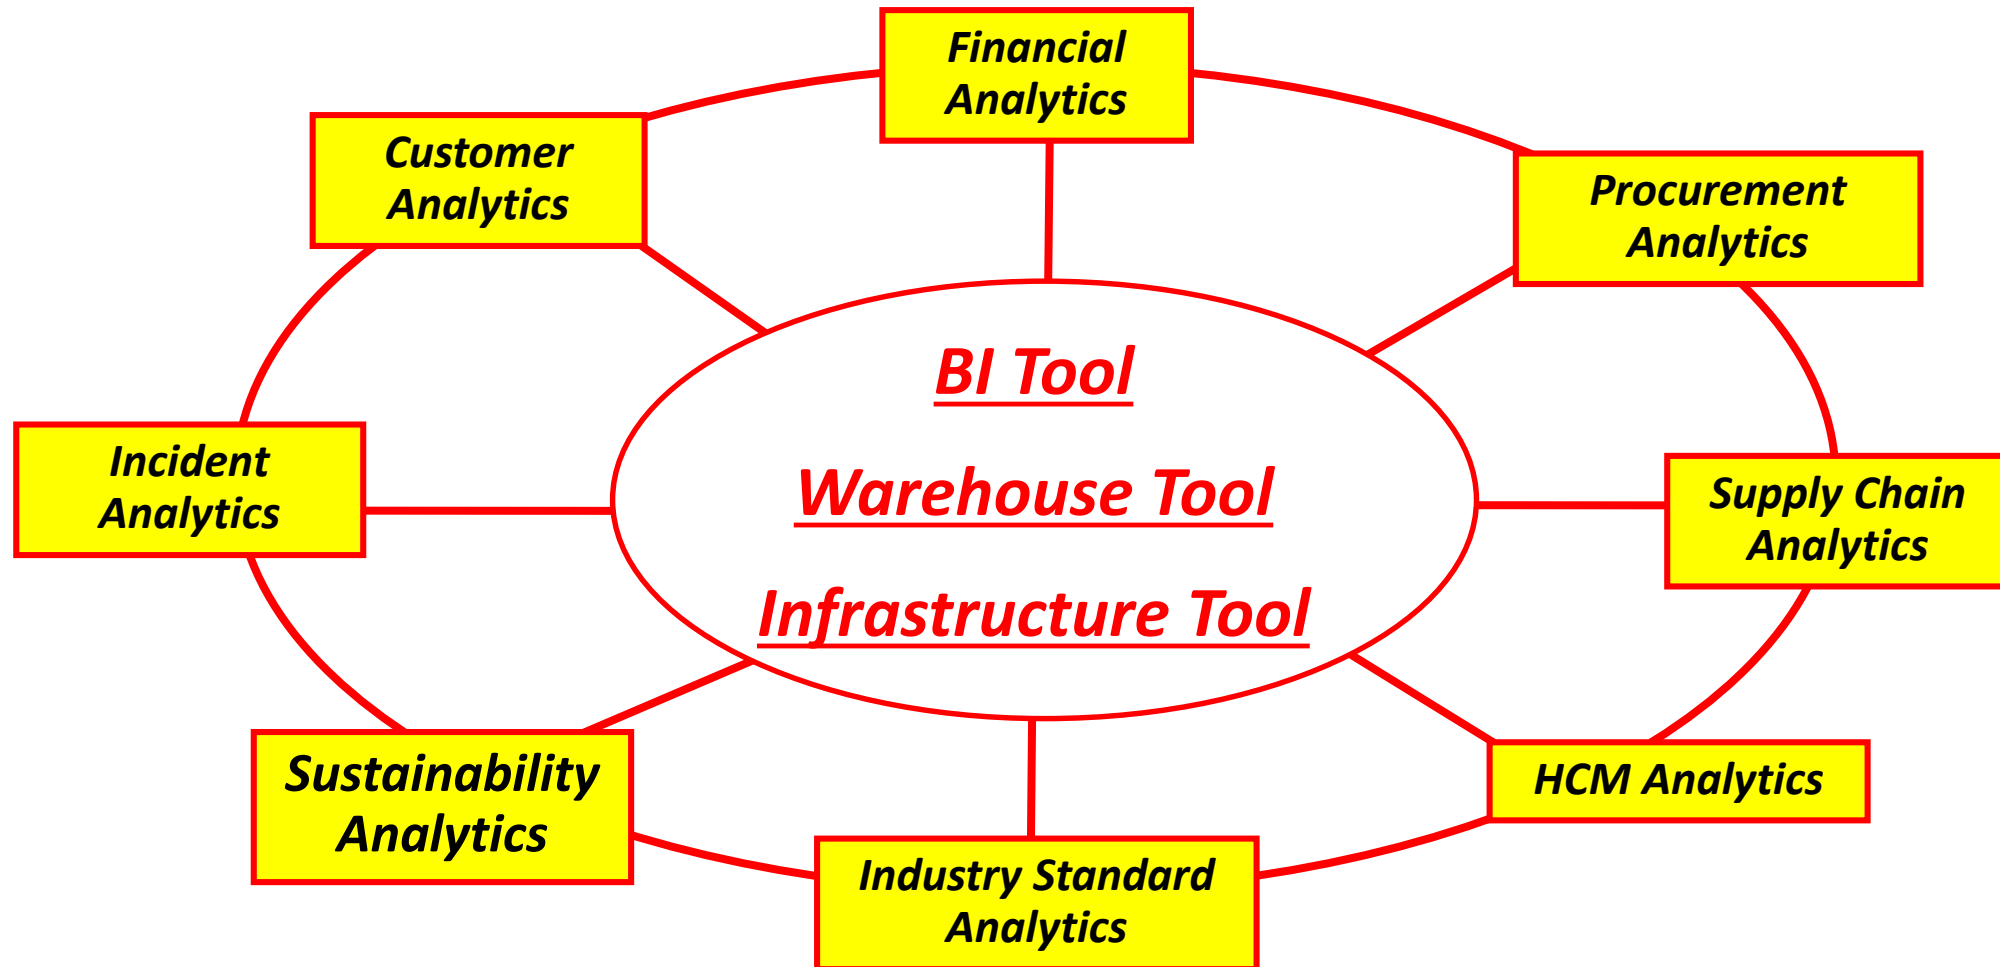 Financial
Analytics
Customer
Analytics
Procurement
Analytics
BI Tool
Warehouse Tool
Infrastructure Tool
Incident
Analytics
Supply Chain
Analytics
Sustainability
Analytics
HCM Analytics
Industry Standard
Analytics